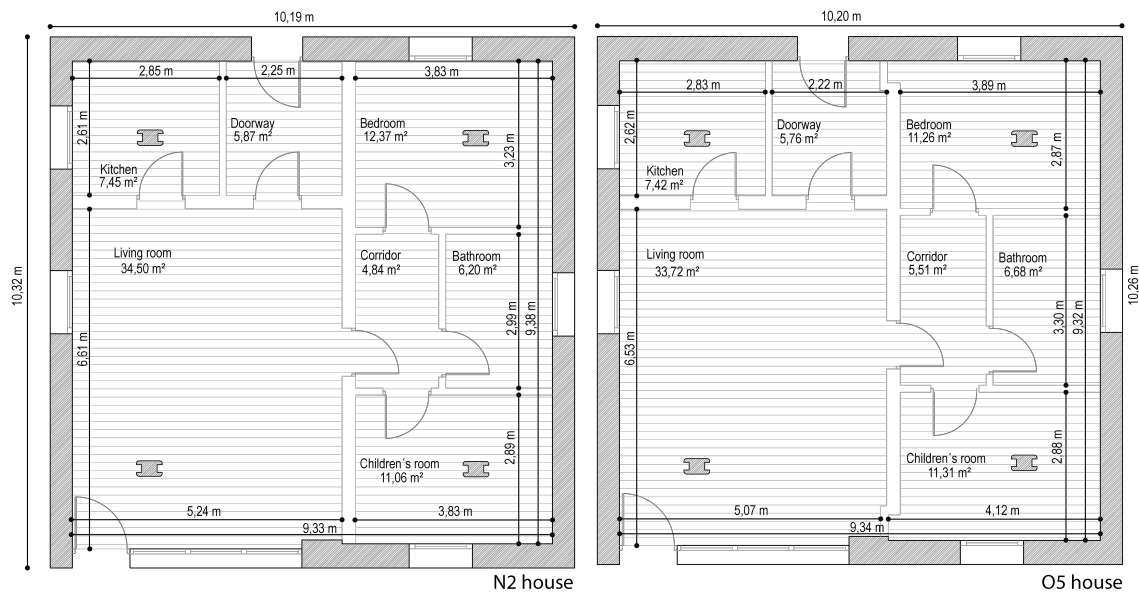 10,19 m
2,85 m
2,25 m
3,83 m
2,61 m
Doorway
5,87 m²
Bedroom
12,37 m²
3,23 m
Kitchen
7,45 m²
Living room
34,50 m²
Corridor
4,84 m²
Bathroom
6,20 m²
10,32 m
2,99 m
9,38 m
6,61 m
2,89 m
Children´s room
11,06 m²
5,24 m
3,83 m
9,33 m
N2 house
10,20 m
2,83 m
2,22 m
3,89 m
2,62 m
Doorway
5,76 m²
Bedroom
11,26 m²
2,87 m
Kitchen
7,42 m²
Living room
33,72 m²
Corridor
5,51 m²
Bathroom
6,68 m²
10,26 m
3,30 m
9,32 m
6,53 m
2,88 m
Children´s room
11,31 m²
5,07 m
4,12 m
9,34 m
O5 house